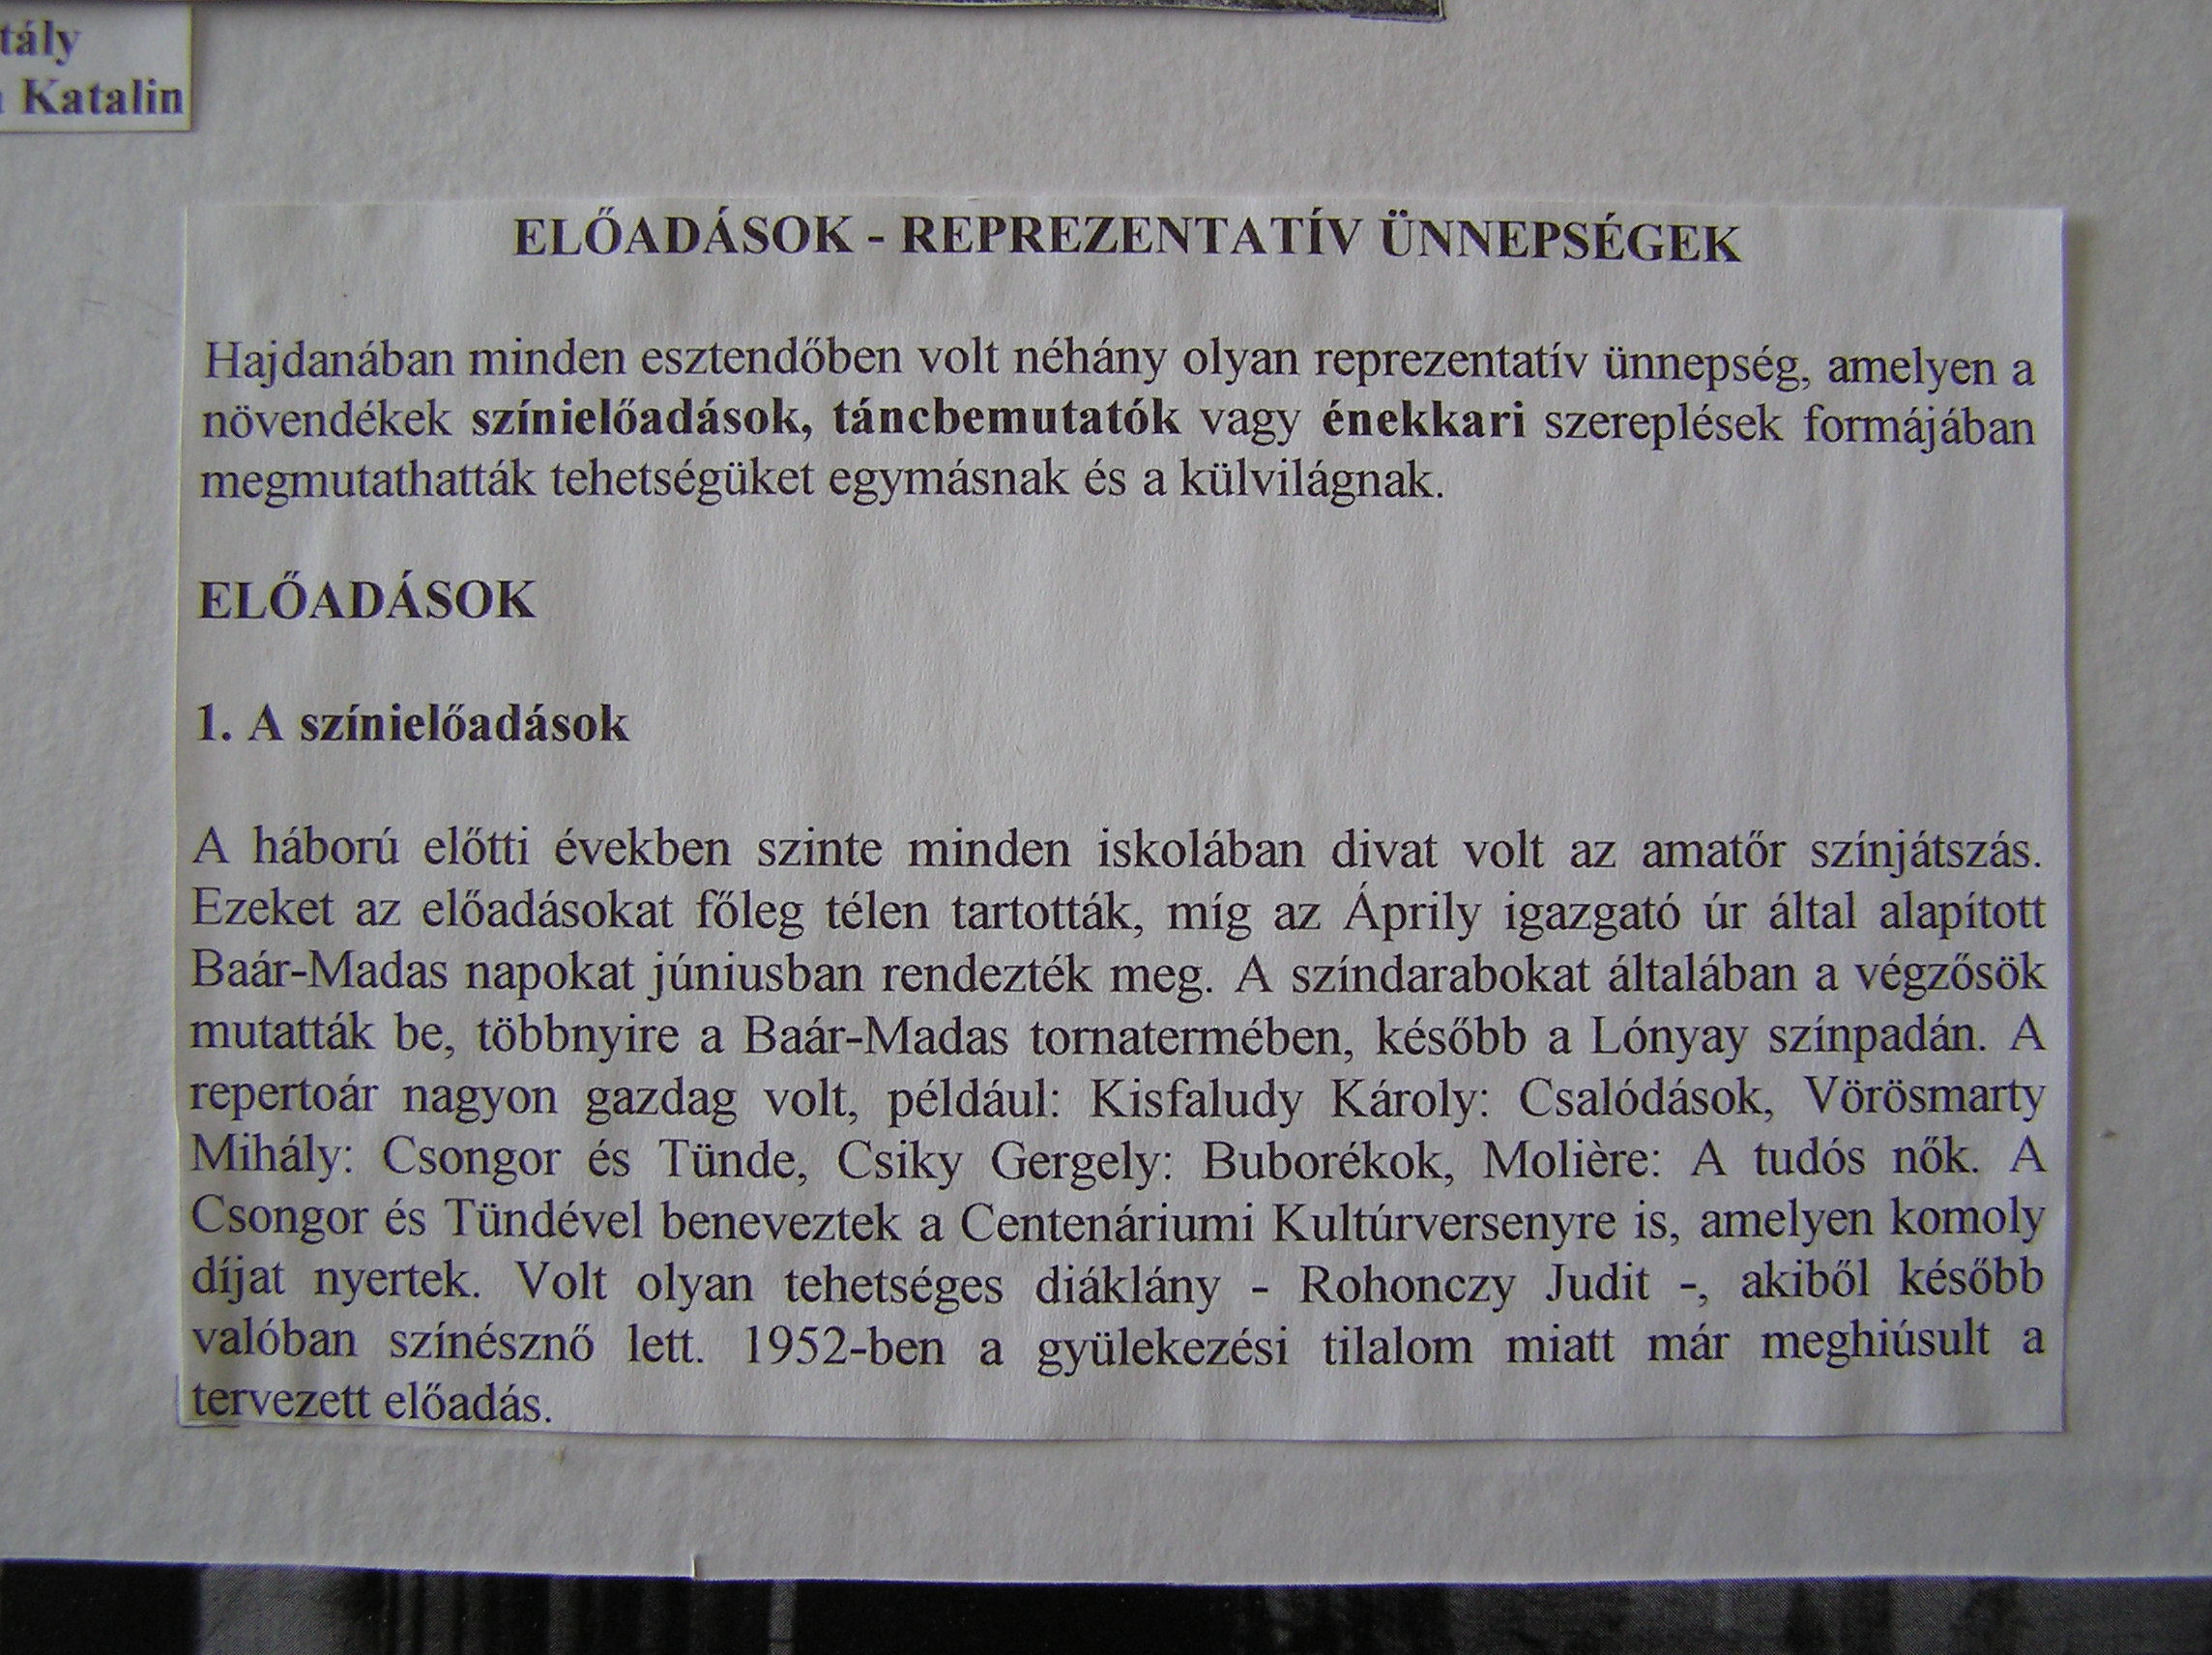 tály
Katalin
ELŐADÁSOK - REPREZENTATÍV ÜNNEPSÉGEK
Hajdanában minden esztendőben volt néhány olyan reprezentatív ünnepség, amelyen a
növendékek színielőadások, táncbemutatók vagy énekkari szereplések formájában
megmutathatták tehetségüket egymásnak és a külvilágnak.
ELŐADÁSOK
1. A színielőadások
A háború előtti években szinte minden iskolában divat volt az amatőr színjátszás.
Ezeket az előadásokat főleg télen tartották, míg az Áprily igazgató úr által alapított
Baár-Madas napokat júniusban rendezték meg. A színdarabokat általában a végzősök
mutatták be, többnyire a Baár-Madas tornatermében, később a Lónyay színpadán. A
repertoár nagyon gazdag volt, például: Kisfaludy Károly: Csalódások, Vörösmarty
Mihály: Csongor és Tünde, Csiky Gergely: Buborékok, Molière: A tudós nők. A
Csongor és Tündével beneveztek a Centenáriumi Kultúrversenyre is, amelyen komoly
díjat nyertek. Volt olyan tehetséges diáklány - Rohonczy Judit -, akiből később
valóban színésznő lett. 1952-ben a gyülekezési tilalom miatt már meghiúsult a
tervezett előadás.